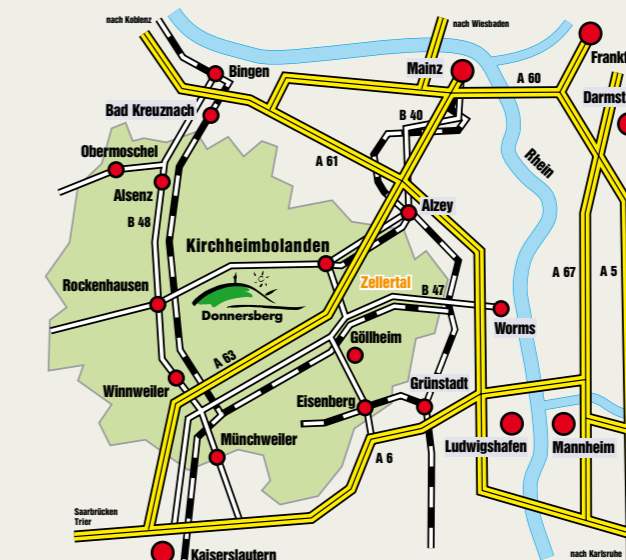 nach Koblenz
nach Wiesbaden
Mainz
Bingen
A 60
Bad Kreuznach
B 40
Obermoschel
A 61
Rhein
Alsenz
Alzey
B 48
Kirchheimbolanden
A 67
A 5
Rockenhausen
Zellertal
B 47
Donnersberg
Worms
Göllheim
A 63
Grünstadt
Winnweiler
Eisenberg
Münchweiler
Ludwigshafen
Mannheim
A 6
Saarbrücken
Trier
nach Karlsruhe
Kaiserslautern
Frankf
Darmst